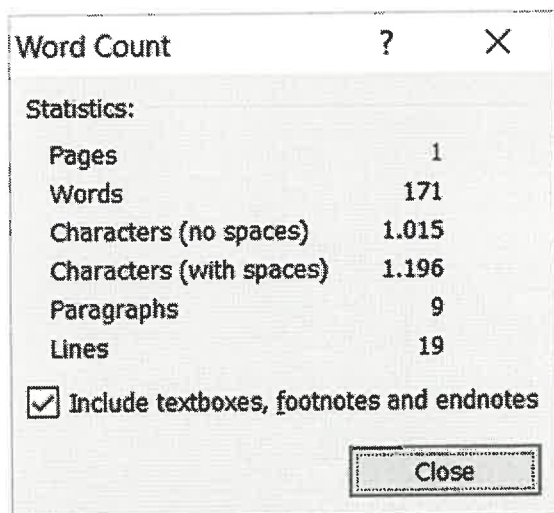 Word Count ? ×
Statistics:
Pages 1
Words 171
Characters (no spaces) 1.015
Characters (with spaces) 1.196
Paragraphs 9
Lines 19
Include textboxes, footnotes and endnotes
Close